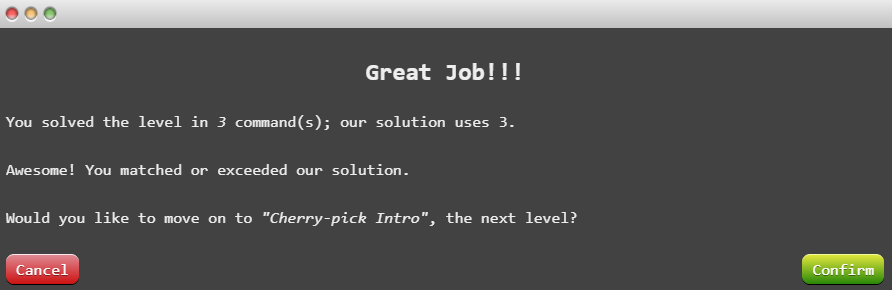 Great Job!!!
You solved the level in 3 command(s); our solution uses 3.
Awesome! You matched or exceeded our solution.
Would you like to move on to "Cherry-pick Intro", the next level?
Cancel
Confirm